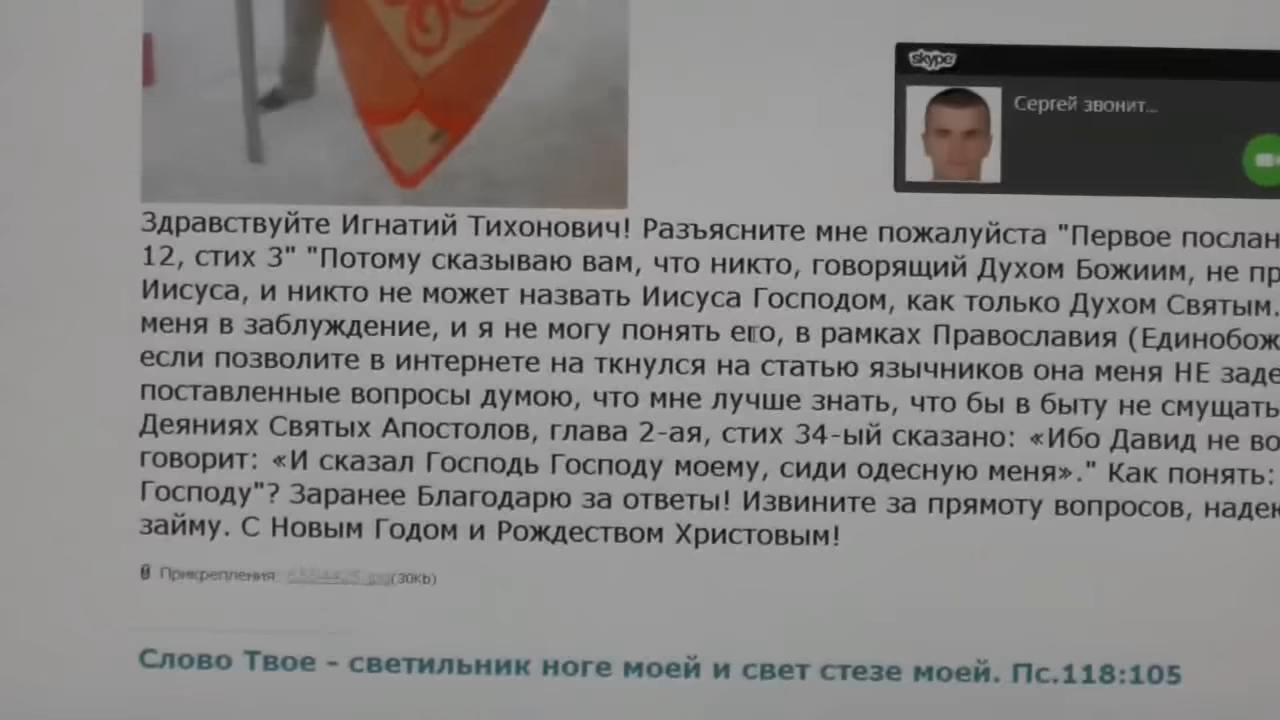 skype
Сергей звонит...
Здравствуйте Игнатий Тихонович! Разъясните мне пожалуйста "Первое послан
12, стих 3" "Потому сказываю вам, что никто, говорящий Духом Божиим, не пр
Иисуса, и никто не может назвать Иисуса Господом, как только Духом Святым.
меня в заблуждение, и я не могу понять его, в рамках Православия (Единобож
если позволите в интернете на ткнулся на статью язычников она меня НЕ заде
поставленные вопросы думою, что мне лучше знать, что бы в быту не смущать
Деяниях Святых Апостолов, глава 2-ая, стих 34-ый сказано: «Ибо Давид не во
говорит: «И сказал Господь Господу моему, сиди одесную меня»." Как понять:
Господу"? Заранее Благодарю за ответы! Извините за прямоту вопросов, надею
займу. С Новым Годом и Рождеством Христовым!
Прикрепления: (30Kb)
Слово Твое - светильник ноге моей и свет стезе моей. Пс.118:105